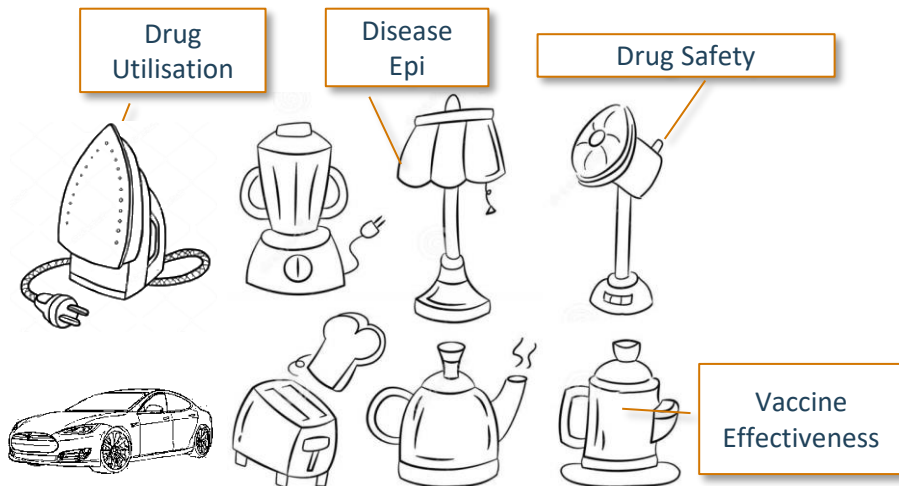 Drug
Utilisation
Disease
Epi
Drug Safety
Vaccine
Effectiveness